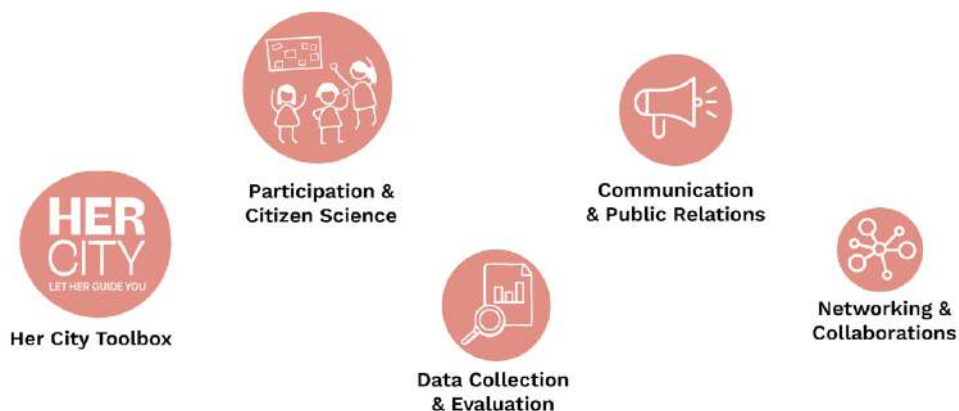 HER
CITY
LET HER GUIDE YOU
Her City Toolbox
Participation &
Citizen Science
Data Collection
& Evaluation
Communication
& Public Relations
Networking &
Collaborations